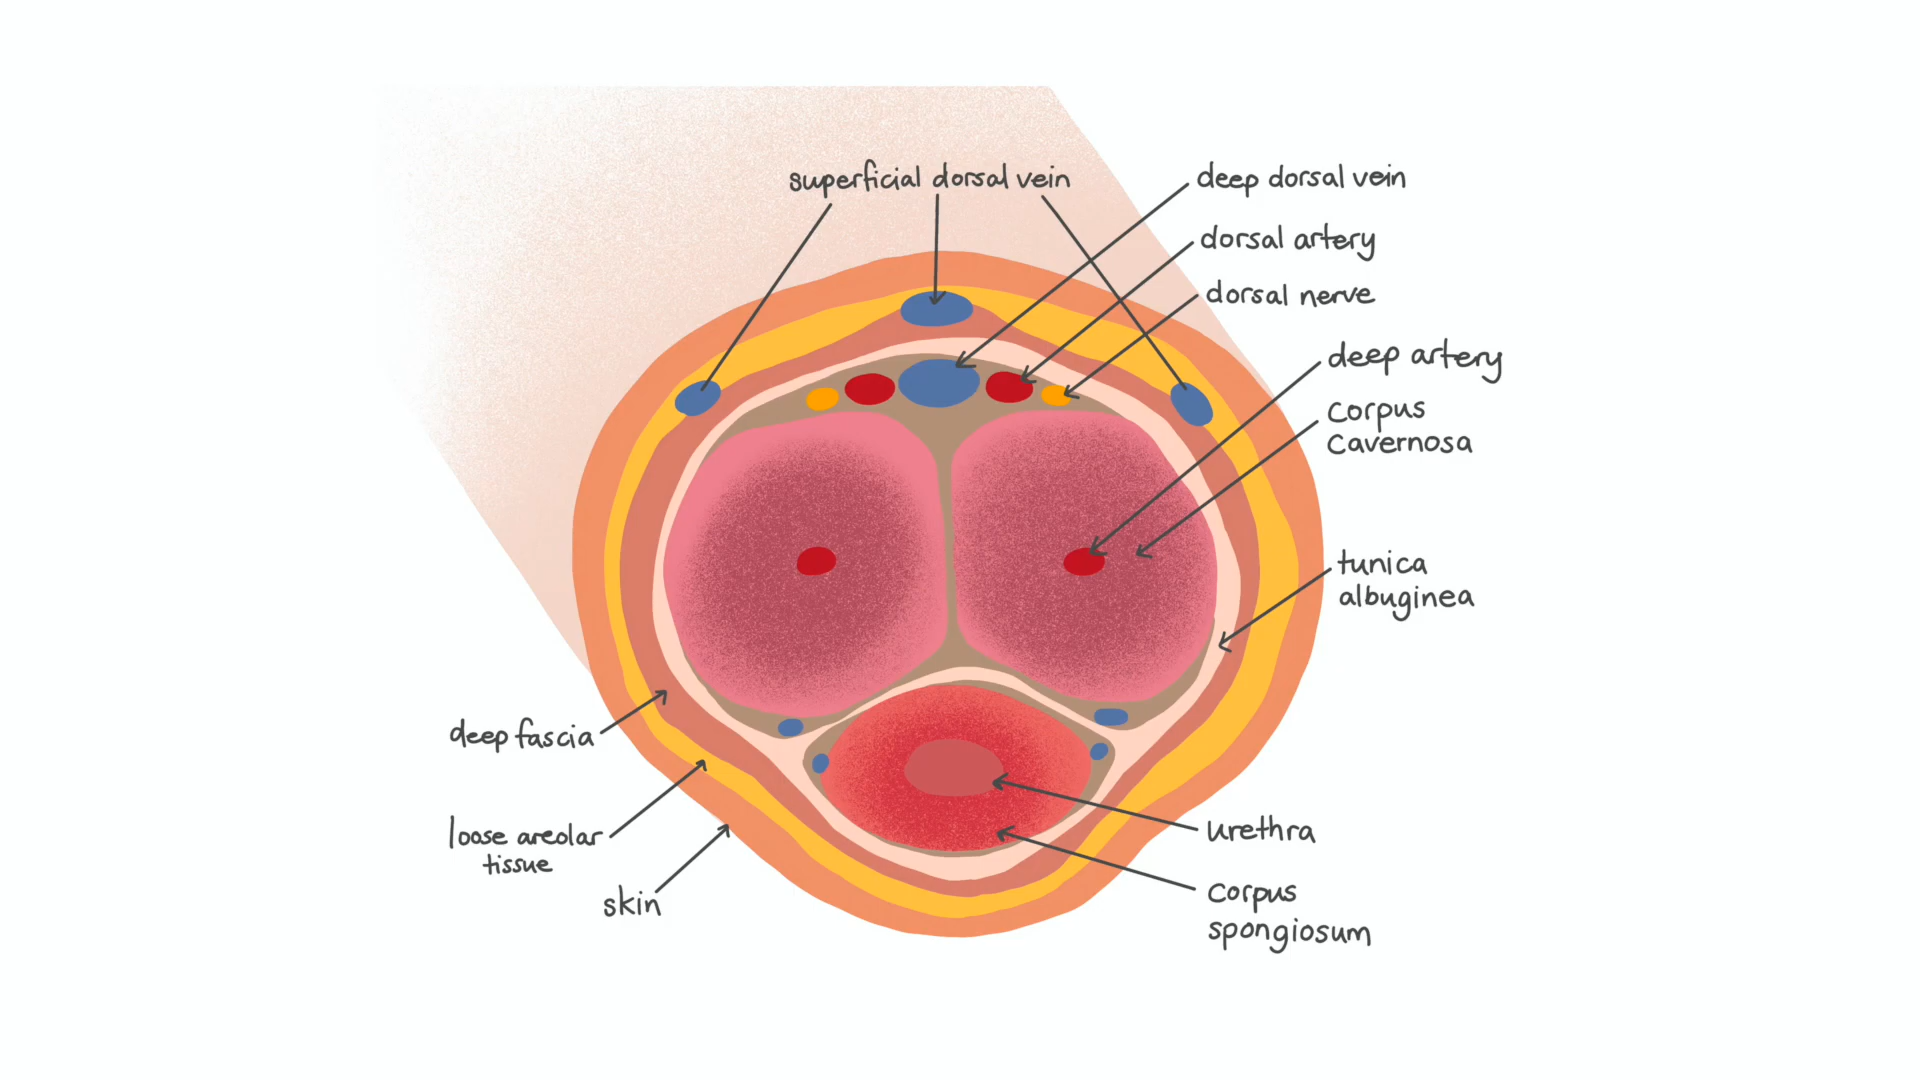 superficial dorsal vein
deep dorsal vein
dorsal artery
dorsal nerve
deep artery
corpus
cavernosa
tunica
albuginea
deep fascia
loose areolar
tissue
skin
urethra
corpus
spongiosum